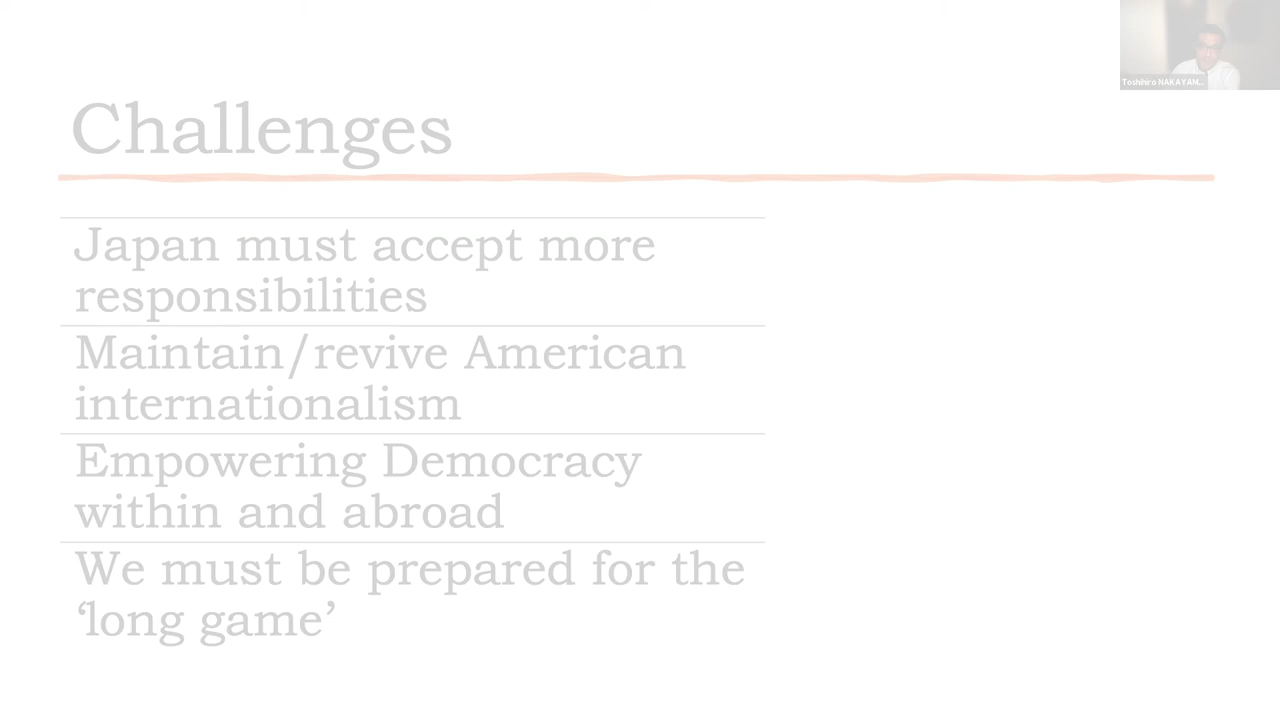 Toshihiro NAKAYAM...
Challenges
Japan must accept more
responsibilities
Maintain/revive American
internationalism
Empowering Democracy
within and abroad
We must be prepared for the
‘long game’